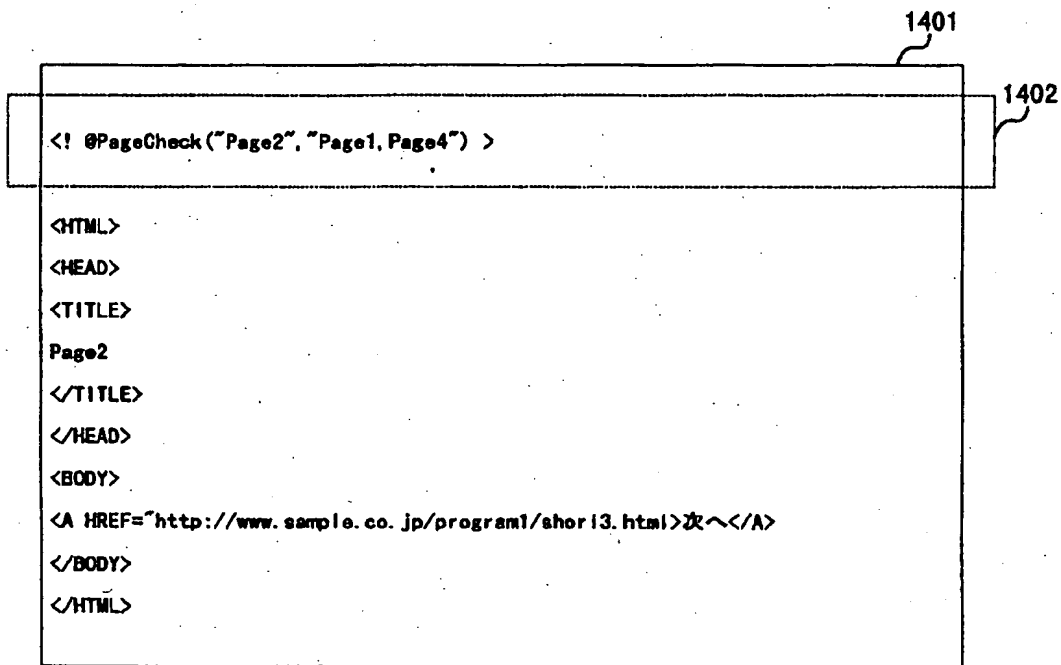 1401
1402
<! @PageCheck("Page2","Page1,Page4") >
<HTML>
<HEAD>
<TITLE>
Page2
</TITLE>
</HEAD>
<BODY>
<A HREF="http://www.sample.co.jp/program1/shori3.html>次へ</A>
</BODY>
</HTML>